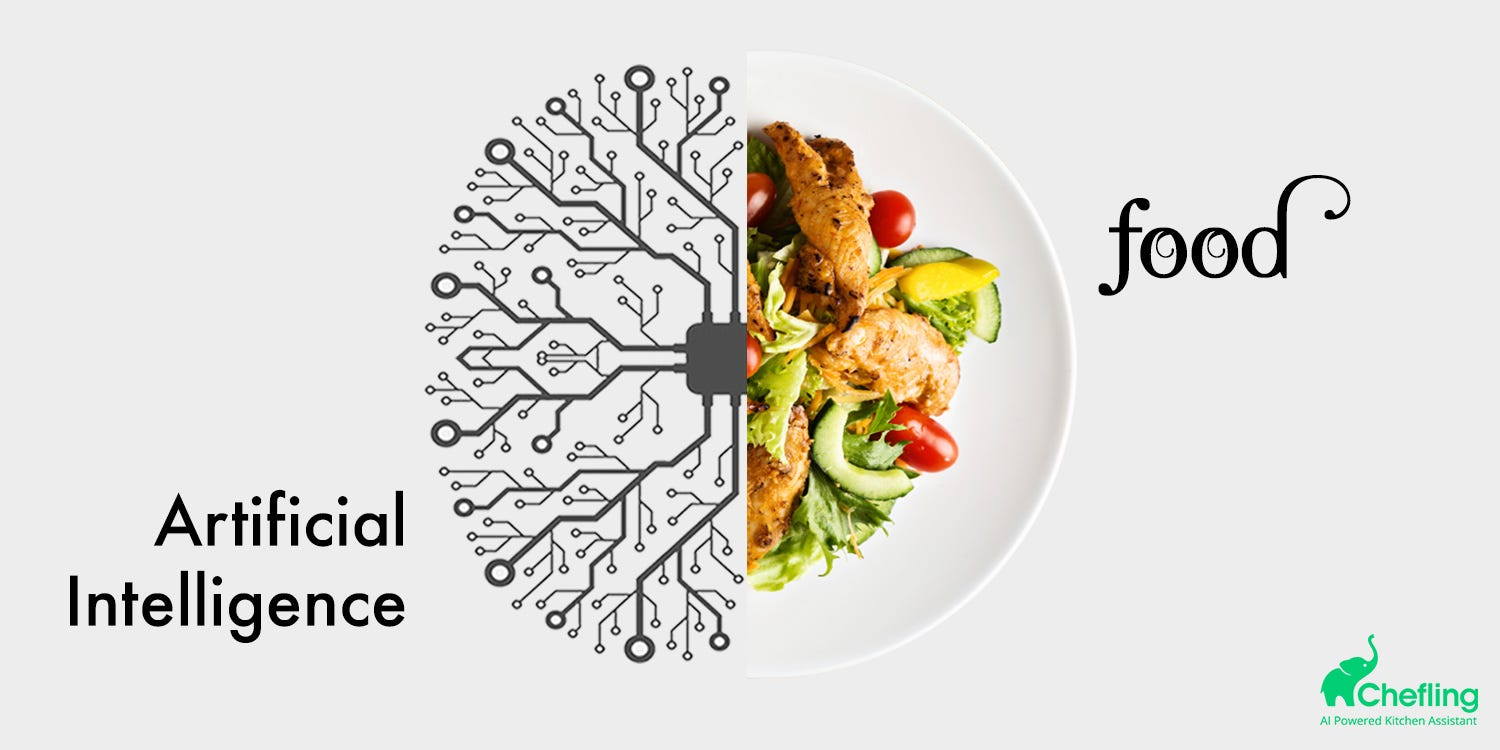 Artificial
Intelligence
food
Chefling
AI Powered Kitchen Assistant